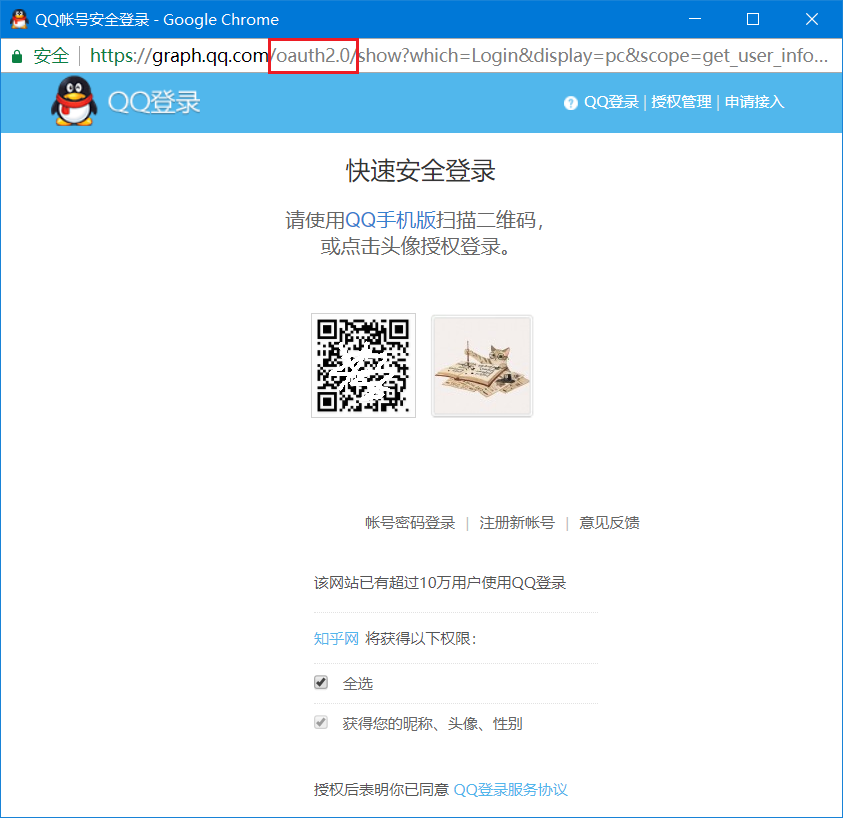 QQ帐号安全登录 - Google Chrome
安全 | https://graph.qq.com/oauth2.0/show?which=Login&display=pc&scope=get_user_info...
QQ登录
? QQ登录 | 授权管理 | 申请接入
快速安全登录
请使用QQ手机版扫描二维码，
或点击头像授权登录。
帐号密码登录 | 注册新帐号 | 意见反馈
该网站已有超过10万用户使用QQ登录
知乎网 将获得以下权限：
全选
获得您的昵称、头像、性别
授权后表明你已同意 QQ登录服务协议